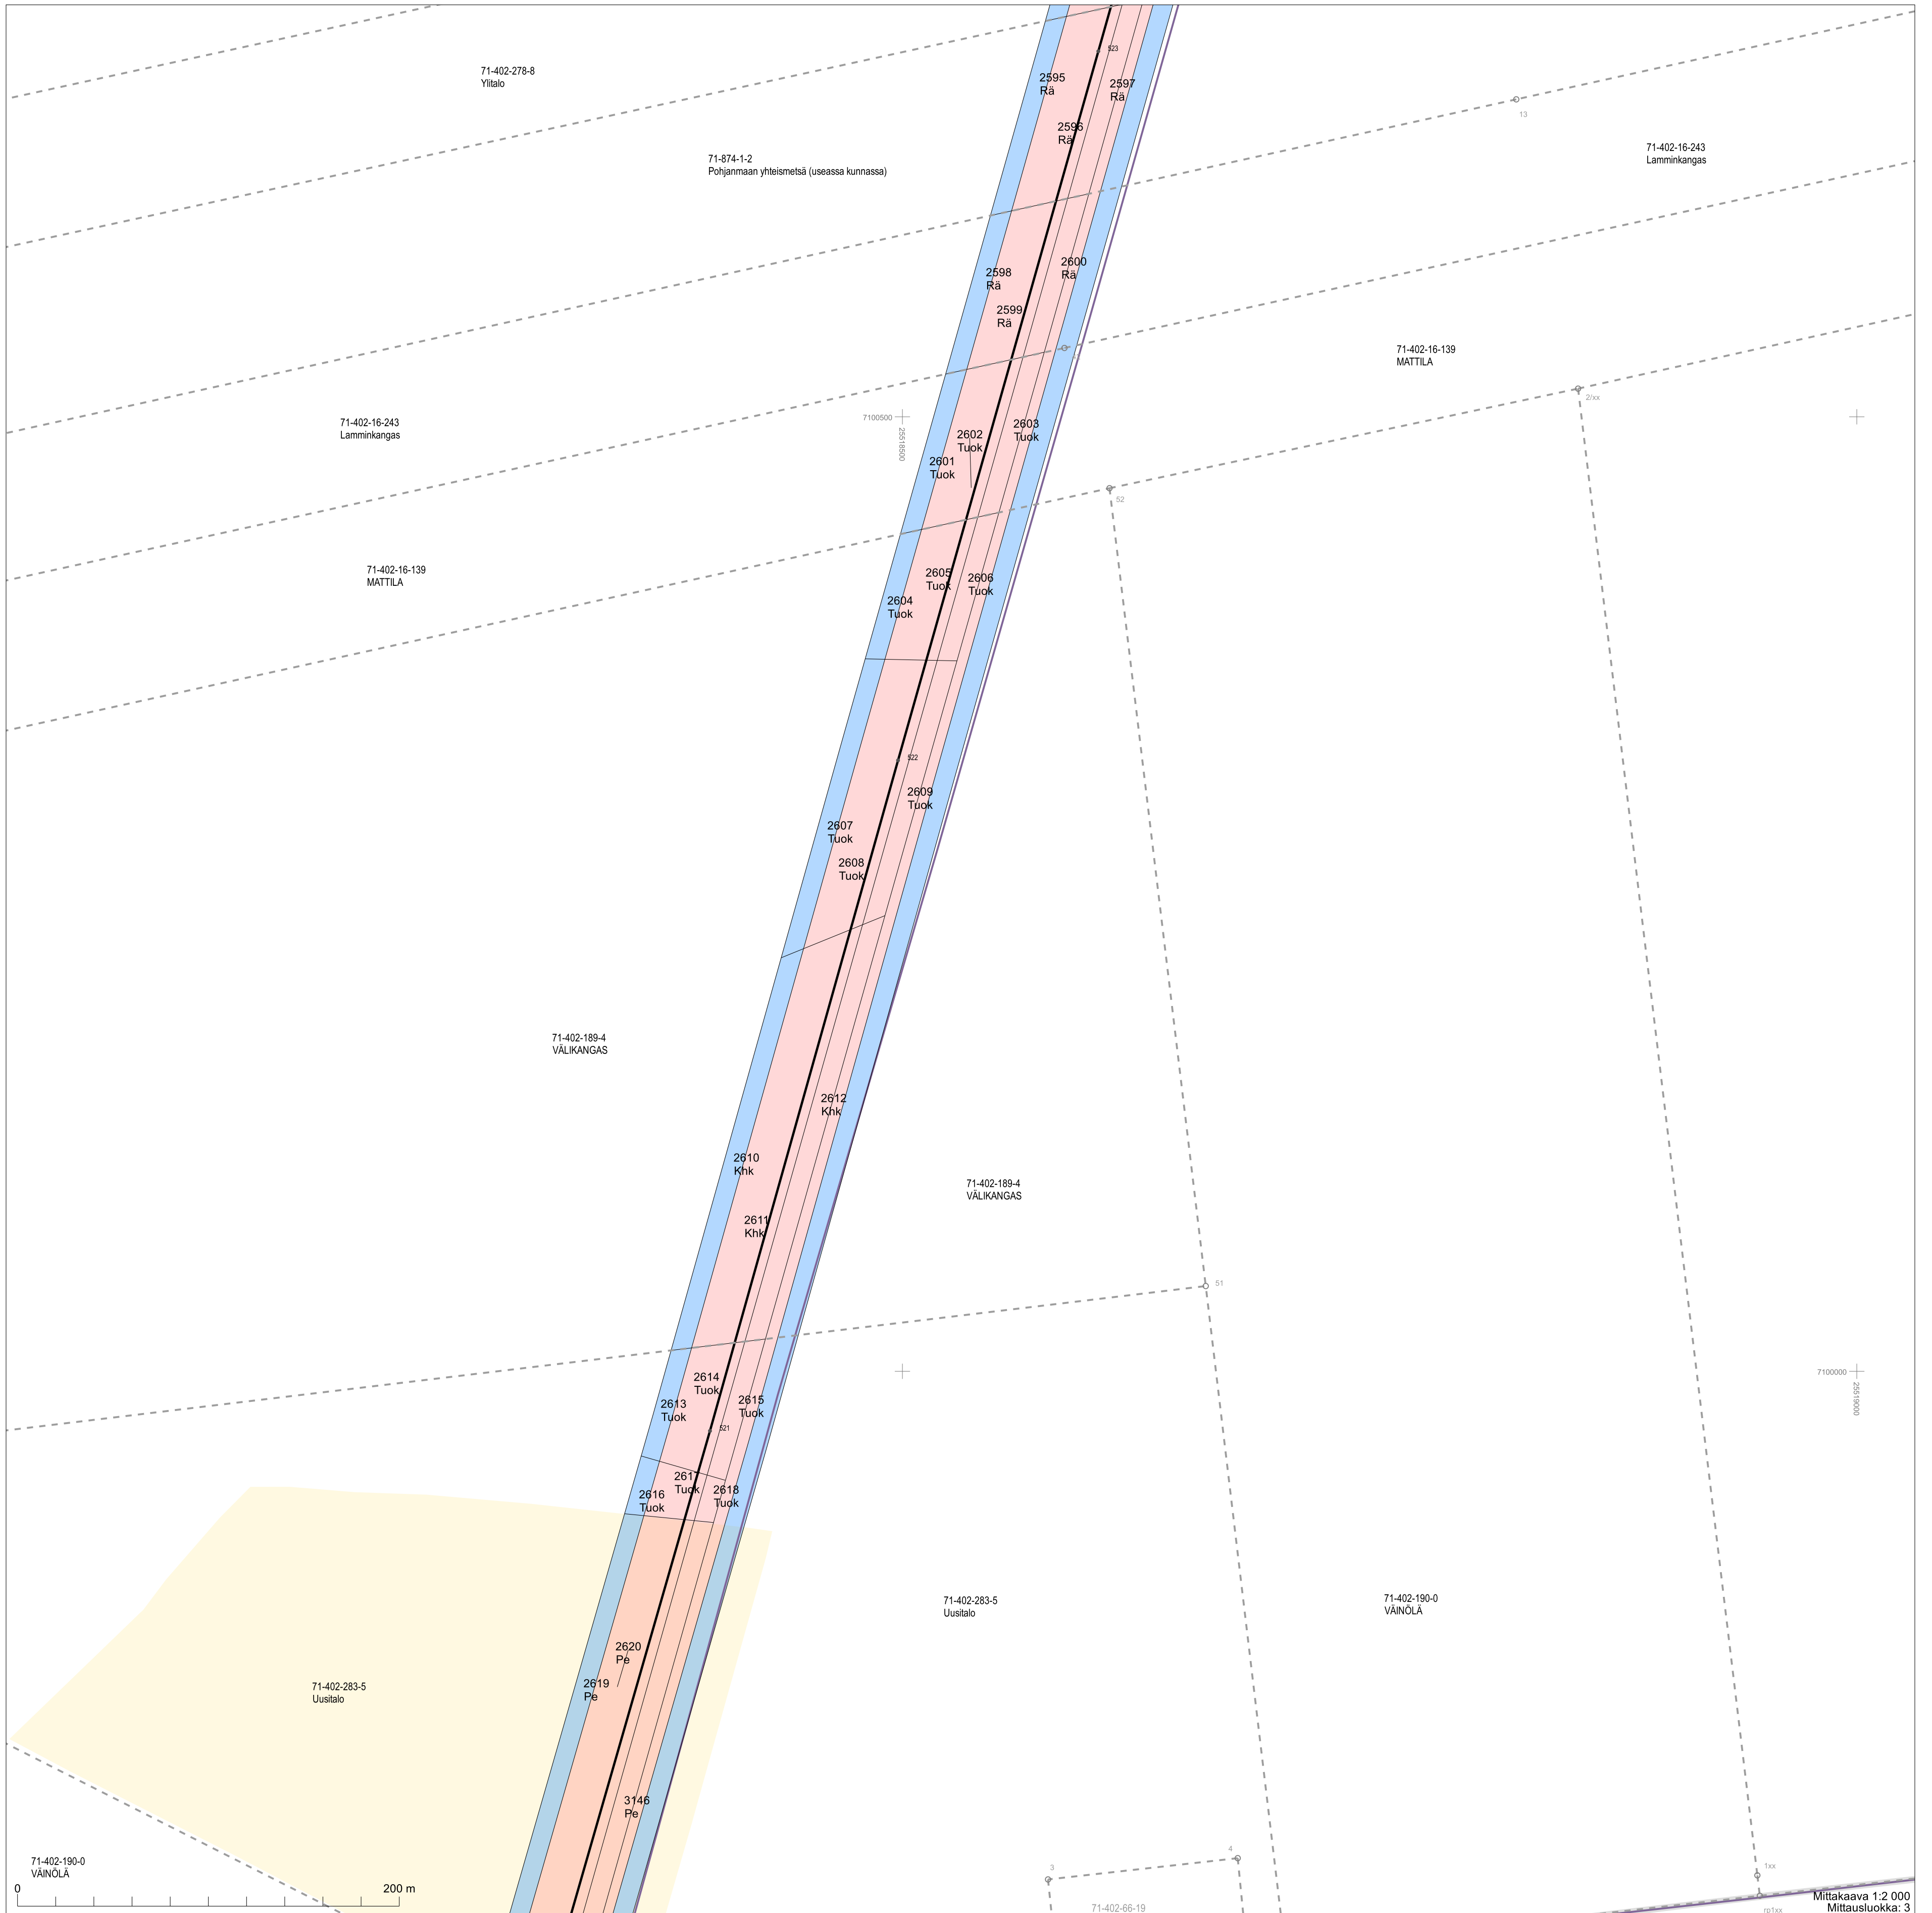 523
71-402-278-8
Ylitalo
2595
Rä
2597
Rä
13
2596
Rä
71-402-16-243
Lamminkangas
71-874-1-2
Pohjanmaan yhteismetsä (useassa kunnassa)
2600
Rä
2598
Rä
2599
Rä
71-402-16-139
MATTILA
2/xx
7100500
25518500
71-402-16-243
Lamminkangas
2603
Tuok
2602
Tuok
2601
Tuok
52
71-402-16-139
MATTILA
2605
Tuok
2606
Tuok
2604
Tuok
522
2609
Tuok
2607
Tuok
2608
Tuok
71-402-189-4
VÄLIKANGAS
2612
Khk
2610
Khk
71-402-189-4
VÄLIKANGAS
2611
Khk
51
7100000
25519000
2614
Tuok
2613
Tuok
2615
Tuok
521
2617
Tuok
2616
Tuok
2618
Tuok
71-402-283-5
Uusitalo
71-402-190-0
VÄINÖLÄ
2620
Pe
2619
Pe
71-402-283-5
Uusitalo
3146
Pe
4
3
1xx
71-402-190-0
VÄINÖLÄ
0
200 m
71-402-66-19
rp1xx
Mittakaava 1:2 000
Mittausluokka: 3